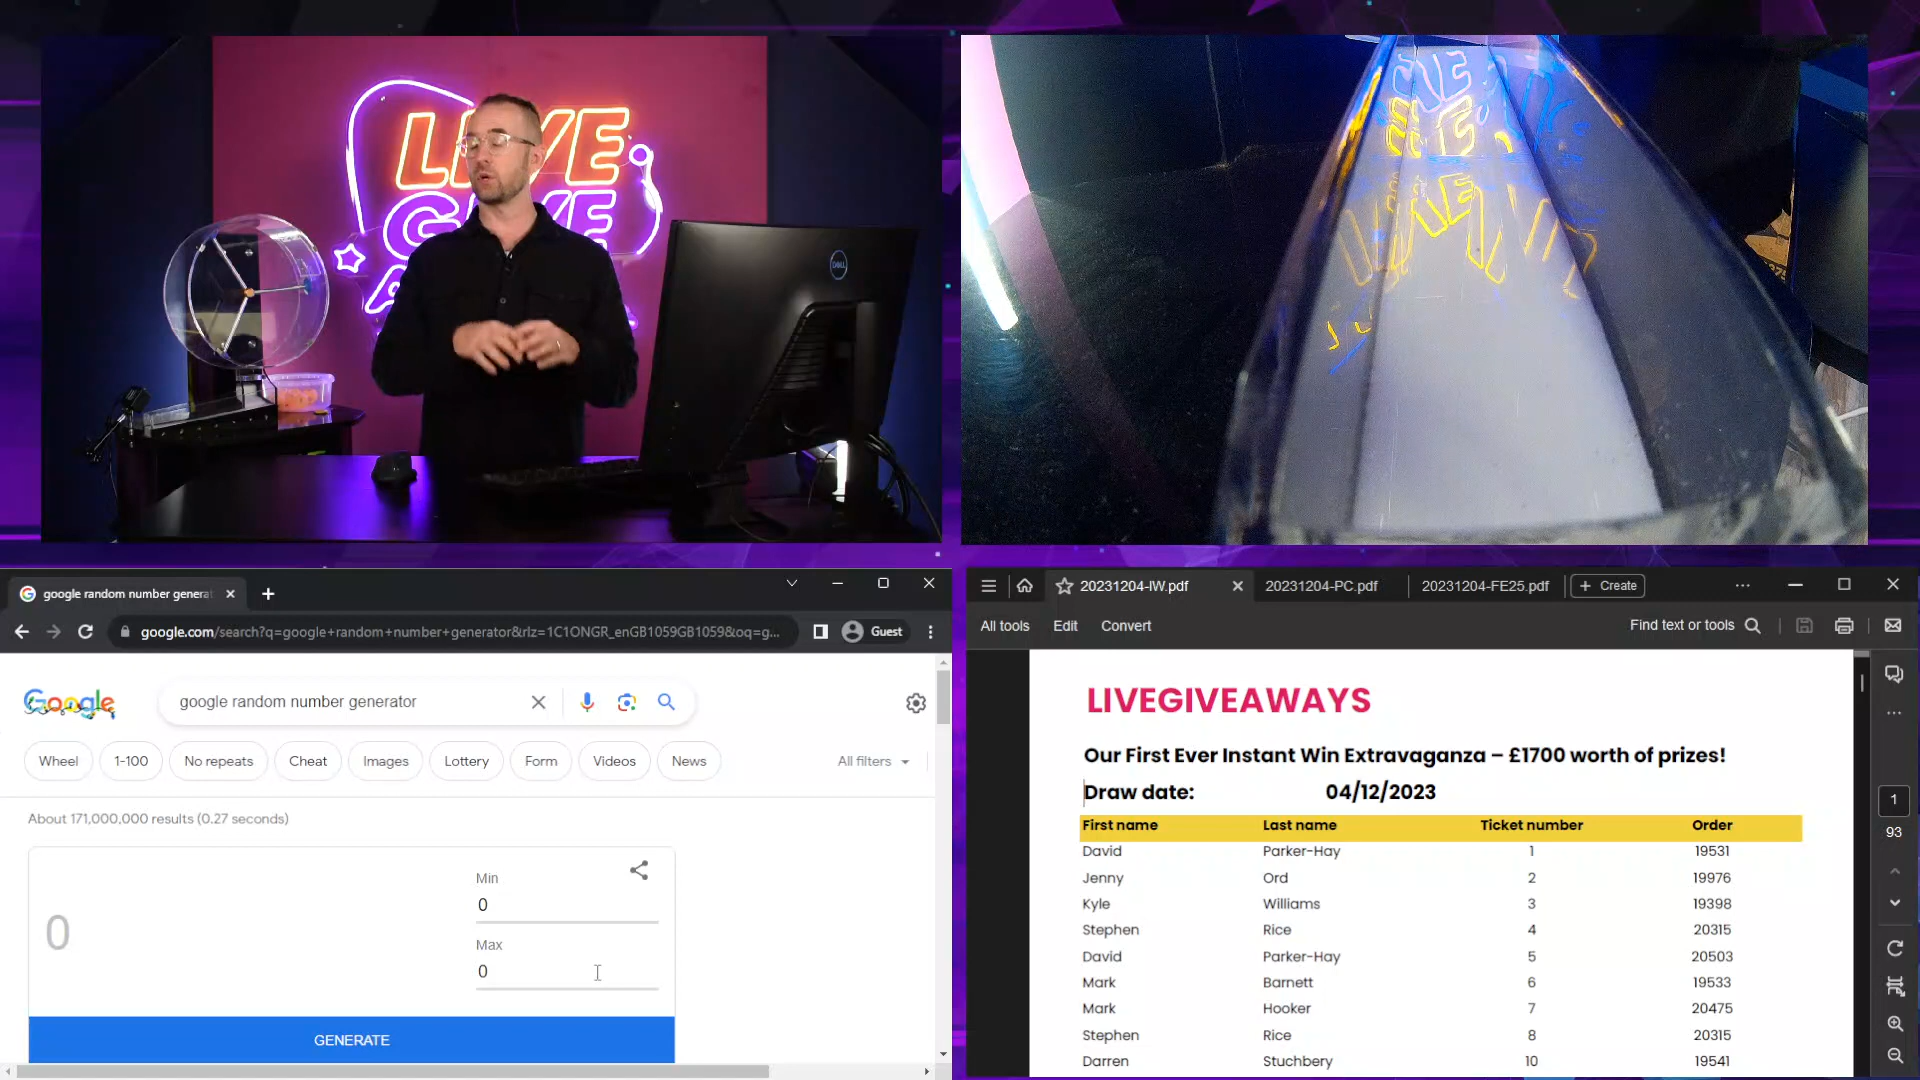 LIVE
GIVE
DELL
google random number generat
google.com/search?q=google+random+number+generator&rlz=1C1ONGR_enGB1059GB1059&oq=g...
Guest
Google
google random number generator
Wheel
1-100
No repeats
Cheat
Images
Lottery
Form
Videos
News
All filters
About 171,000,000 results (0.27 seconds)
Min
0
0
Max
0
GENERATE
20231204-IW.pdf
20231204-PC.pdf
20231204-FE25.pdf
Create
All tools
Edit
Convert
Find text or tools
LIVEGIVEAWAYS
Our First Ever Instant Win Extravaganza – £1700 worth of prizes!
Draw date: 04/12/2023
First name Last name Ticket number Order
David Parker-Hay 1 19531
Jenny Ord 2 19976
Kyle Williams 3 19398
Stephen Rice 4 20315
David Parker-Hay 5 20503
Mark Barnett 6 19533
Mark Hooker 7 20475
Stephen Rice 8 20315
Darren Stuchbery 10 19541
1
93